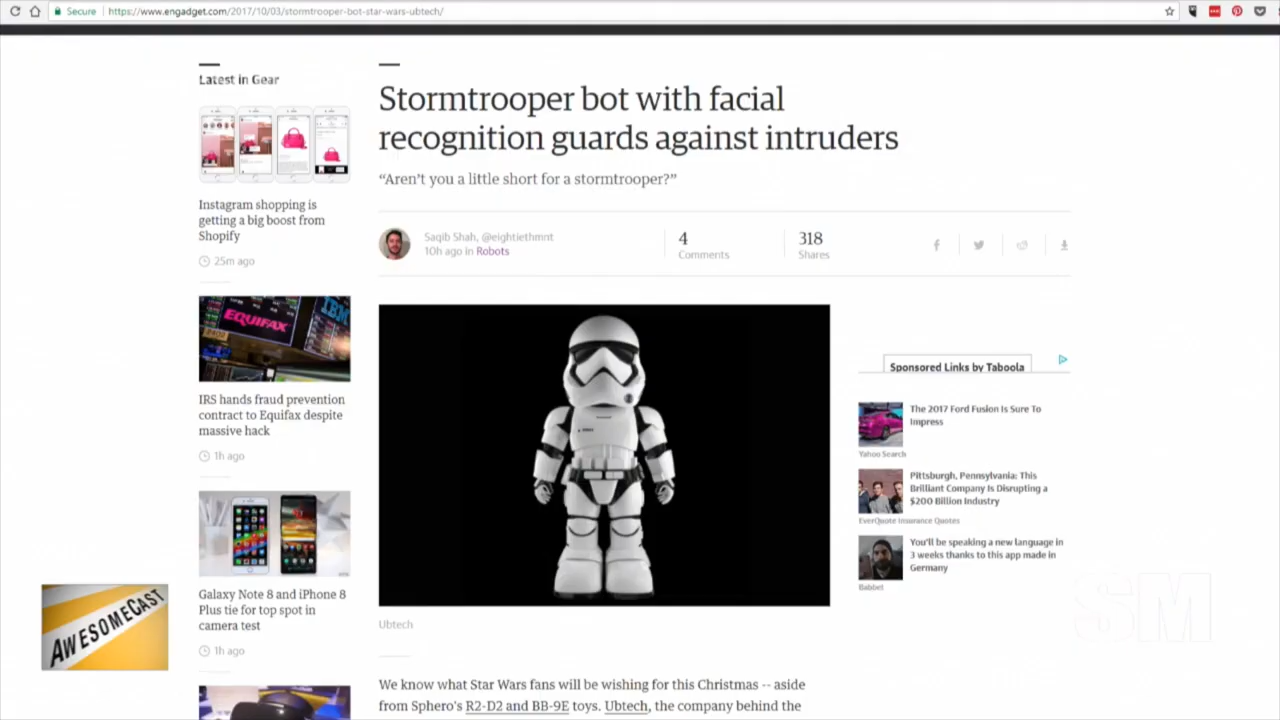 Secure
https://www.engadget.com/2017/10/03/stormtrooper-bot-star-wars-ubtech/
Latest in Gear
Instagram shopping is
getting a big boost from
Shopify
25m ago
EQUIFAX
IBM
IRS hands fraud prevention
contract to Equifax despite
massive hack
1h ago
Galaxy Note 8 and iPhone 8
Plus tie for top spot in
camera test
1h ago
Stormtrooper bot with facial
recognition guards against intruders
“Aren't you a little short for a stormtrooper?”
Saqib Shah, @eightiethmnt
10h ago in Robots
4
Comments
318
Shares
Ubtech
We know what Star Wars fans will be wishing for this Christmas -- aside
from Sphero's R2-D2 and BB-9E toys. Ubtech, the company behind the
Sponsored Links by Taboola
The 2017 Ford Fusion Is Sure To
Impress
Yahoo Search
Pittsburgh, Pennsylvania: This
Brilliant Company Is Disrupting a
$200 Billion Industry
EverQuote Insurance Quotes
You'll be speaking a new language in
3 weeks thanks to this app made in
Germany
Babbel
AWESOMECAST
SM